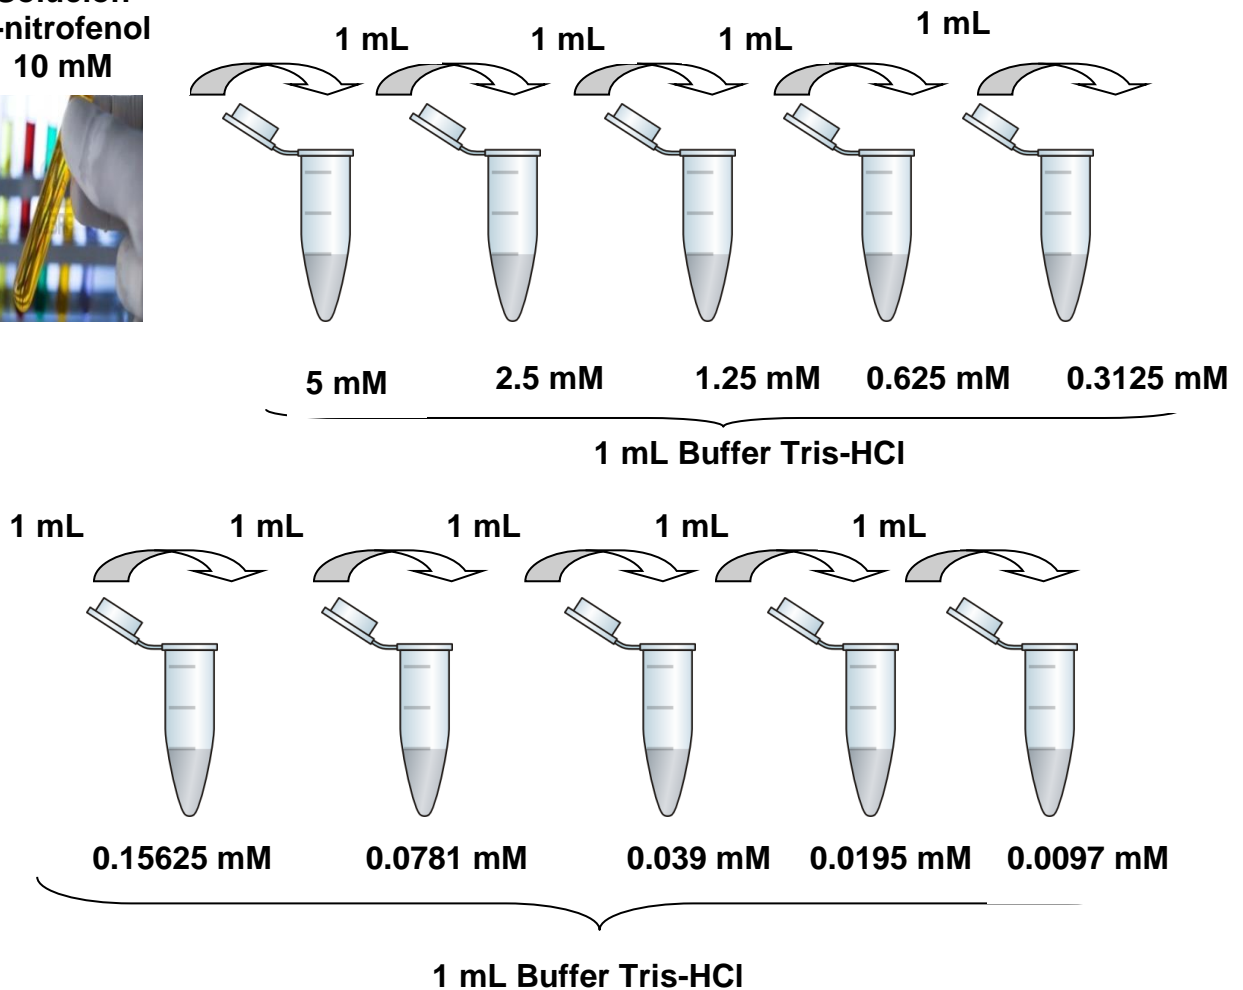 -nitrofenol
10 mM
1 mL 1 mL 1 mL 1 mL
5 mM 2.5 mM 1.25 mM 0.625 mM 0.3125 mM
1 mL Buffer Tris-HCl
1 mL 1 mL 1 mL 1 mL 1 mL
0.15625 mM 0.0781 mM 0.039 mM 0.0195 mM 0.0097 mM
1 mL Buffer Tris-HCl